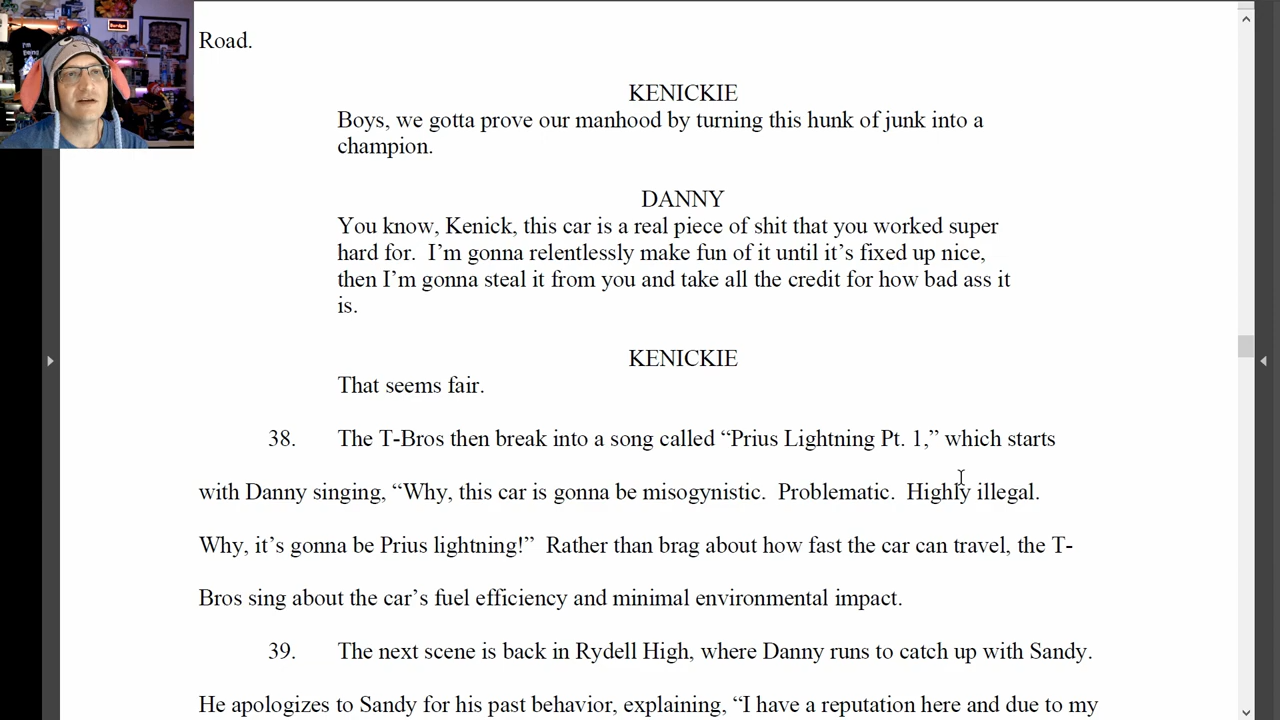 Road.
KENICKIE
Boys, we gotta prove our manhood by turning this hunk of junk into a
champion.
DANNY
You know, Kenick, this car is a real piece of shit that you worked super
hard for.  I'm gonna relentlessly make fun of it until it's fixed up nice,
then I'm gonna steal it from you and take all the credit for how bad ass it
is.
KENICKIE
That seems fair.
38. The T-Bros then break into a song called “Prius Lightning Pt. 1,” which starts
with Danny singing, “Why, this car is gonna be misogynistic.  Problematic.  Highly illegal.
Why, it's gonna be Prius lightning!”  Rather than brag about how fast the car can travel, the T-
Bros sing about the car's fuel efficiency and minimal environmental impact.
39. The next scene is back in Rydell High, where Danny runs to catch up with Sandy.
He apologizes to Sandy for his past behavior, explaining, “I have a reputation here and due to my